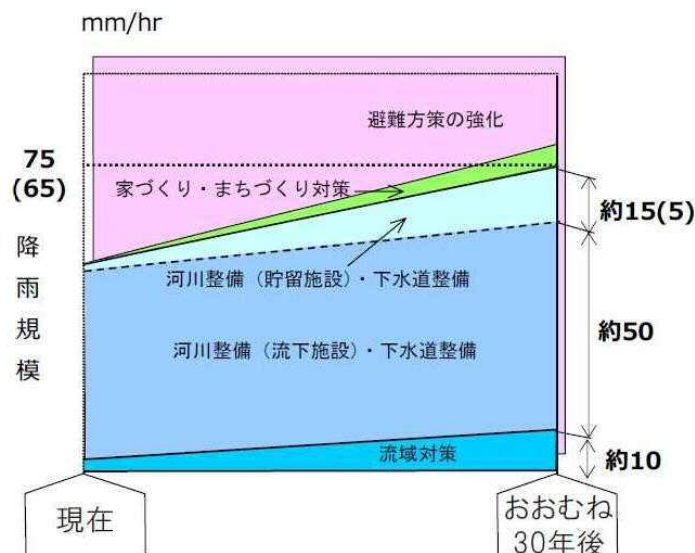 mm/hr
避難方策の強化
75
(65)
家づくり・まちづくり対策
約15(5)
降雨規模
河川整備（貯留施設）・下水道整備
約50
河川整備（流下施設）・下水道整備
流域対策
約10
現在
おおむね
30年後